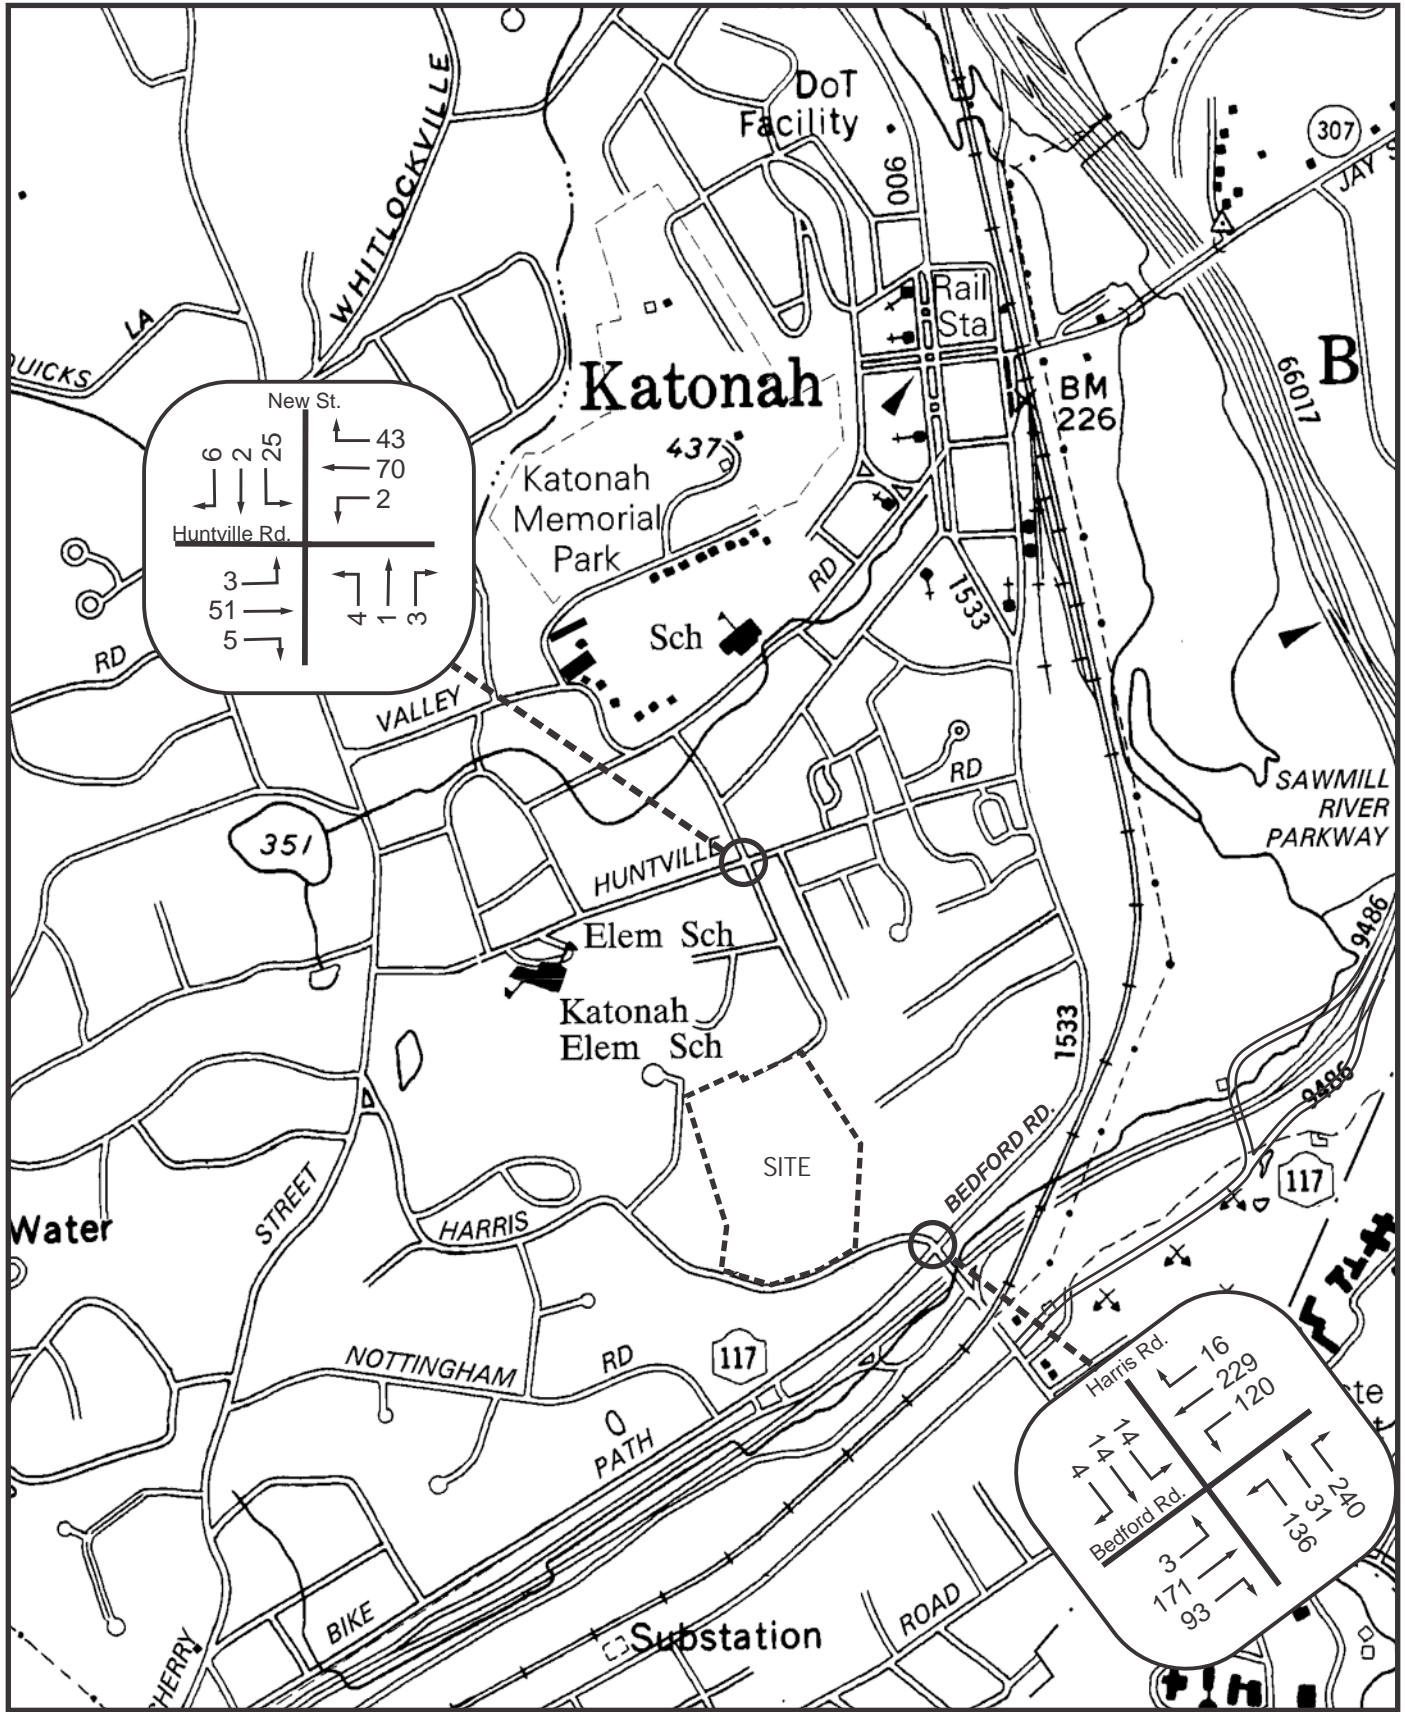 WHITLOCKVILLE
DoT
Facility
900
307
JAY S
LA
QUICKS
Rail
Sta
Katonah
B
66017
BM
226
437
Katonah
Memorial
Park
New St.
6
2
25
43
70
2
Huntville Rd.
3
51
5
4
1
3
RD
RD
1533
Sch
VALLEY
RD
SAWMILL
RIVER
PARKWAY
351
HUNTVILLE
9486
Elem Sch
Katonah
Elem Sch
1533
9486
BEDFORD RD.
SITE
117
STREET
HARRIS
Water
NOTTINGHAM
RD
117
PATH
Harris Rd.
16
229
120
4
14
14
Bedford Rd.
3
171
93
136
31
240
ste
t
BIKE
ROAD
Substation
SHERRY